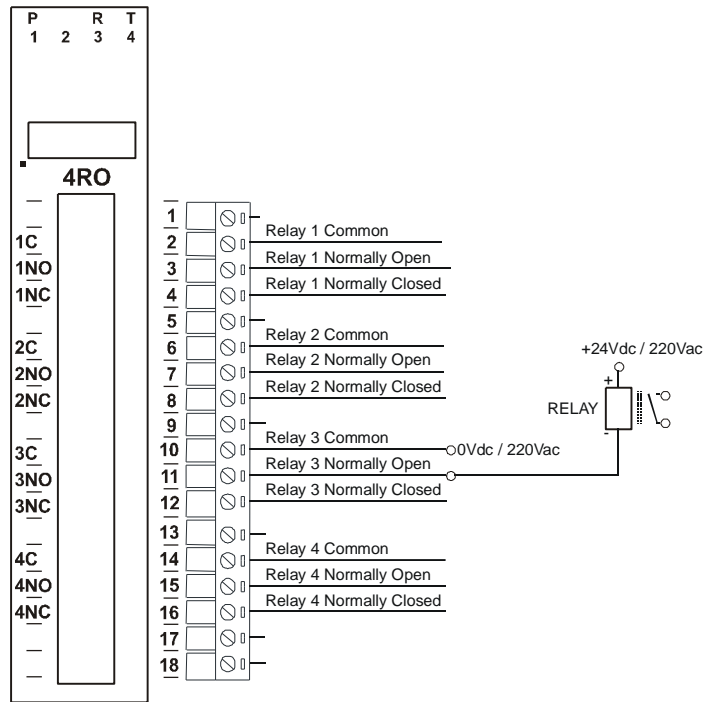 P R T
1 2 3 4
4RO
1C
1NO
1NC
2C
2NO
2NC
3C
3NO
3NC
4C
4NO
4NC
1
2 Relay 1 Common
3 Relay 1 Normally Open
4 Relay 1 Normally Closed
5
6 Relay 2 Common
7 Relay 2 Normally Open
8 Relay 2 Normally Closed
9
10 Relay 3 Common 0Vdc / 220Vac
11 Relay 3 Normally Open
12 Relay 3 Normally Closed
13
14 Relay 4 Common
15 Relay 4 Normally Open
16 Relay 4 Normally Closed
17
18
+24Vdc / 220Vac
+
RELAY
-